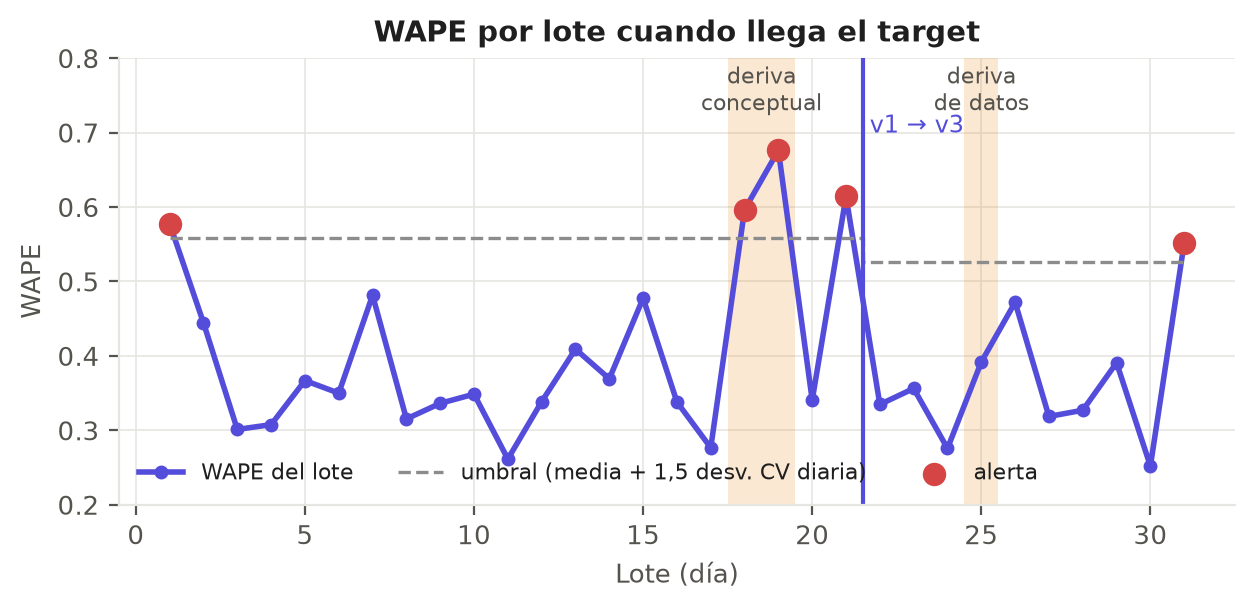 WAPE por lote cuando llega el target
0.8
0.7
0.6
0.5
0.4
0.3
0.2
WAPE
deriva
conceptual
deriva
de datos
v1 → v3
WAPE del lote
umbral (media + 1,5 desv. CV diaria)
alerta
0
5
10
15
20
25
30
Lote (día)